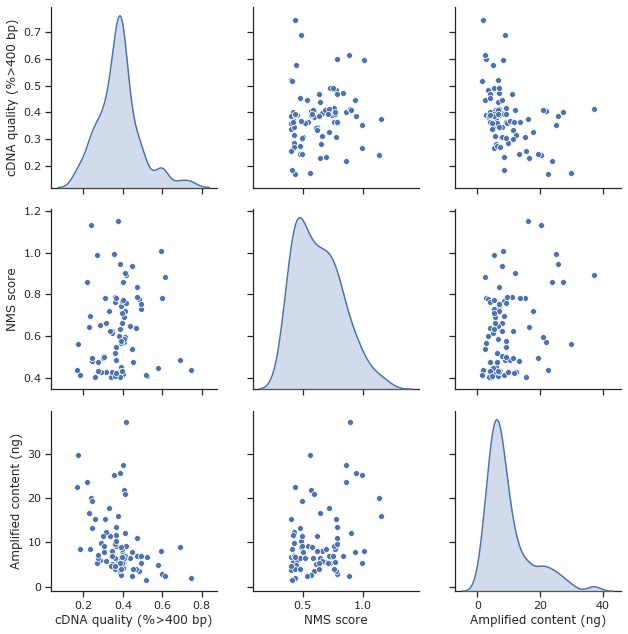 cDNA quality (%>400 bp)
0.7
0.6
0.5
0.4
0.3
0.2
NMS score
1.2
1.0
0.8
0.6
0.4
Amplified content (ng)
30
20
10
0
0.2 0.4 0.6 0.8
cDNA quality (%>400 bp)
0.5 1.0
NMS score
0 20 40
Amplified content (ng)